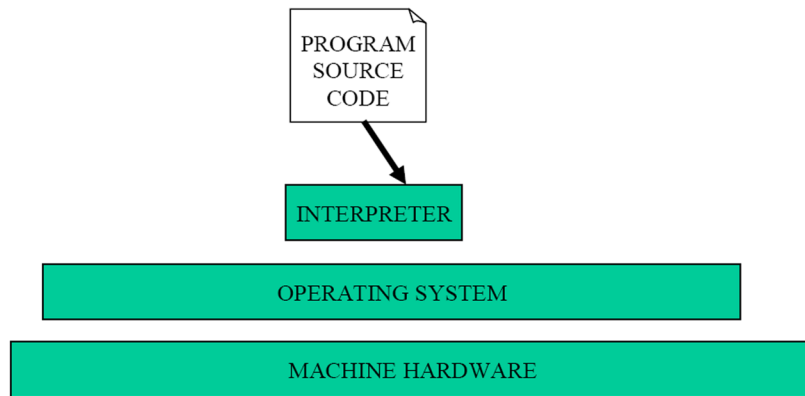 PROGRAM
SOURCE
CODE
INTERPRETER
OPERATING SYSTEM
MACHINE HARDWARE